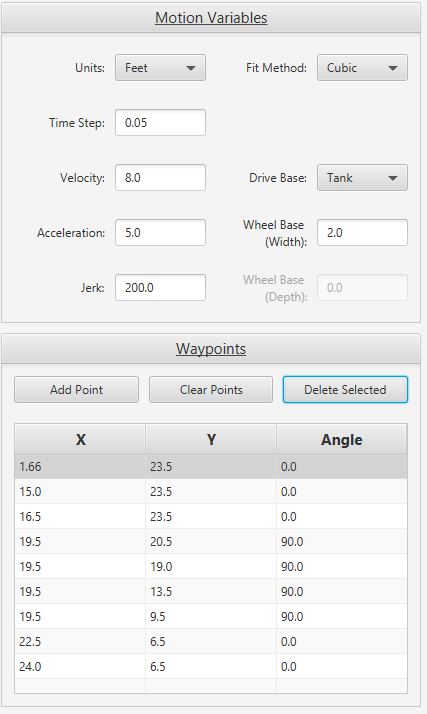 Motion Variables
Units: Feet Fit Method: Cubic
Time Step: 0.05
Velocity: 8.0 Drive Base: Tank
Acceleration: 5.0 Wheel Base (Width): 2.0
Jerk: 200.0 Wheel Base (Depth): 0.0
Waypoints
Add Point Clear Points Delete Selected
X Y Angle
1.66 23.5 0.0
15.0 23.5 0.0
16.5 23.5 0.0
19.5 20.5 90.0
19.5 19.0 90.0
19.5 13.5 90.0
19.5 9.5 90.0
22.5 6.5 0.0
24.0 6.5 0.0